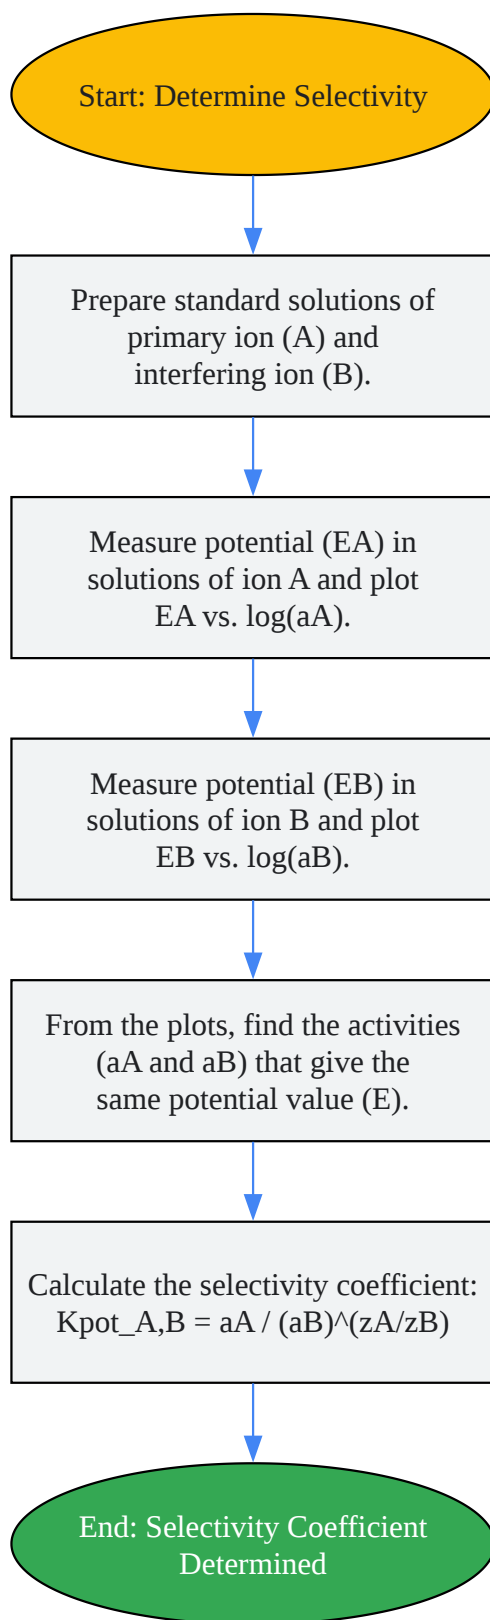 Start: Determine Selectivity
Prepare standard solutions of
primary ion (A) and
interfering ion (B).
Measure potential (EA) in
solutions of ion A and plot
EA vs. log(aA).
Measure potential (EB) in
solutions of ion B and plot
EB vs. log(aB).
From the plots, find the activities
(aA and aB) that give the
same potential value (E).
Calculate the selectivity coefficient:
Kpot_A,B = aA / (aB)^(zA/zB)
End: Selectivity Coefficient
Determined